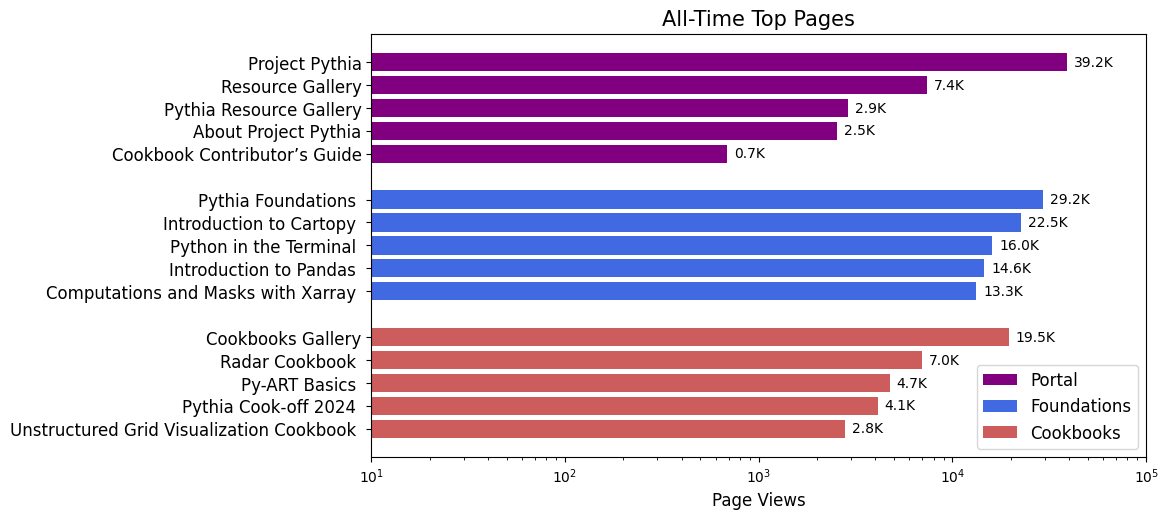 All-Time Top Pages
Project Pythia 39.2K
Resource Gallery 7.4K
Pythia Resource Gallery 2.9K
About Project Pythia 2.5K
Cookbook Contributor’s Guide 0.7K
Pythia Foundations 29.2K
Introduction to Cartopy 22.5K
Python in the Terminal 16.0K
Introduction to Pandas 14.6K
Computations and Masks with Xarray 13.3K
Cookbooks Gallery 19.5K
Radar Cookbook 7.0K
Py-ART Basics 4.7K
Pythia Cook-off 2024 4.1K
Unstructured Grid Visualization Cookbook 2.8K
Portal
Foundations
Cookbooks
10¹ 10² 10³ 10⁴ 10⁵
Page Views